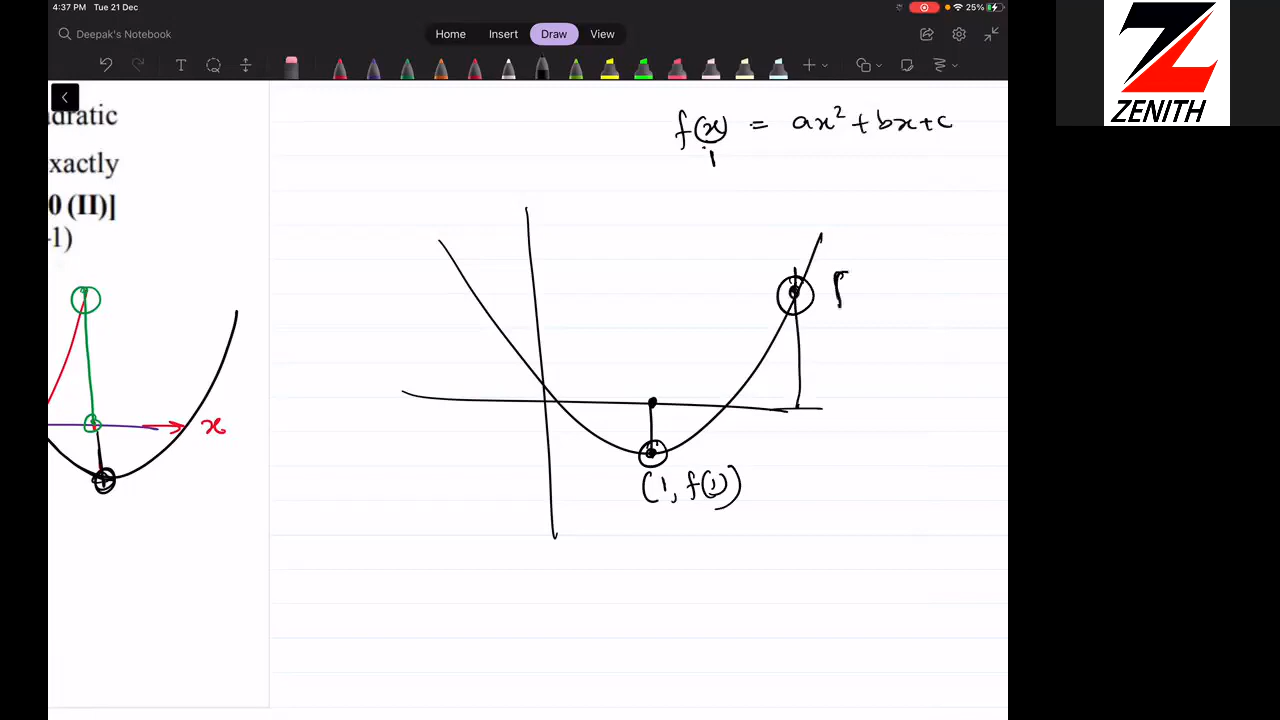 4:37 PM Tue 21 Dec
25%
Deepak's Notebook
Home Insert Draw View
T
dratic
xactly
0 (II)]
-1)
x
f(x) = ax² + bx + c
1
(1, f(1))
ZENITH